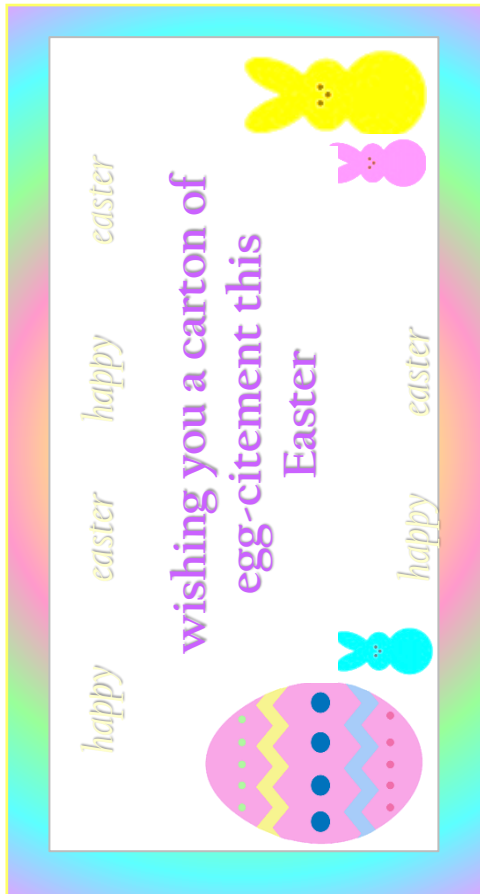 happy easter happy easter
wishing you a carton of
egg-citement this
Easter
happy easter